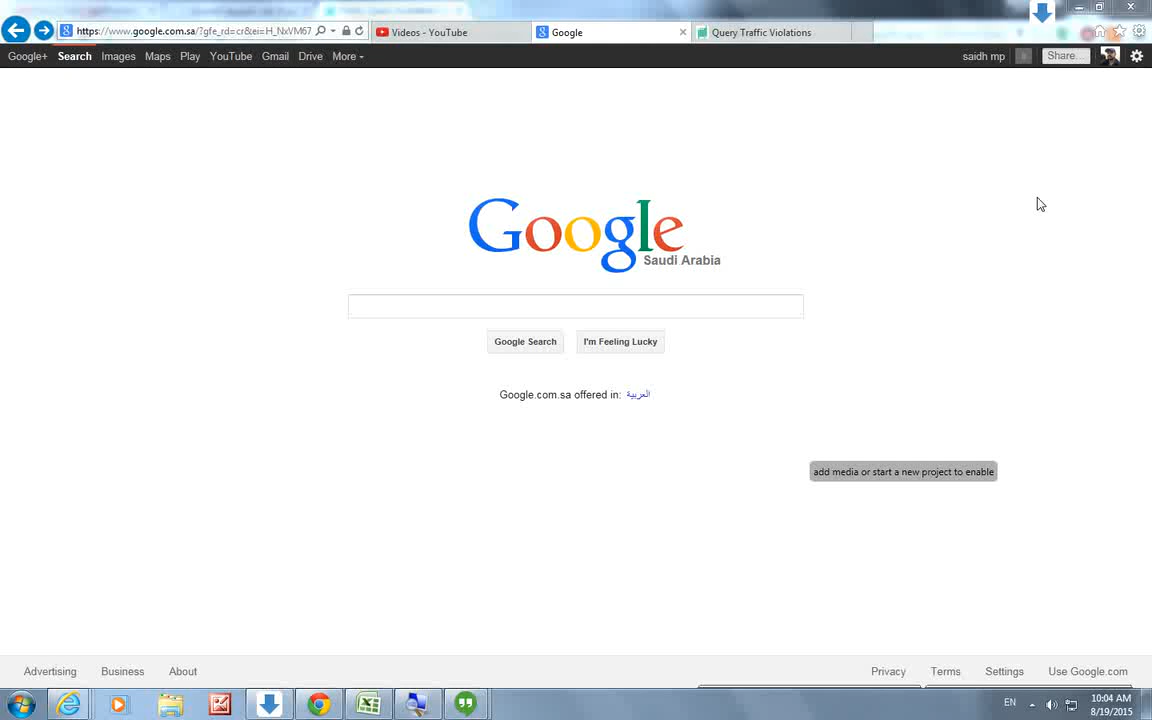 https://www.google.com.sa/?gfe_rd=cr&ei=H_NxVM67
Videos - YouTube
Google
Query Traffic Violations
Google+ Search Images Maps Play YouTube Gmail Drive More
saidh mp
Share...
Google
Saudi Arabia
Google Search
I'm Feeling Lucky
Google.com.sa offered in: العربية
add media or start a new project to enable
Advertising Business About
Privacy Terms Settings Use Google.com
EN
10:04 AM
8/19/2015